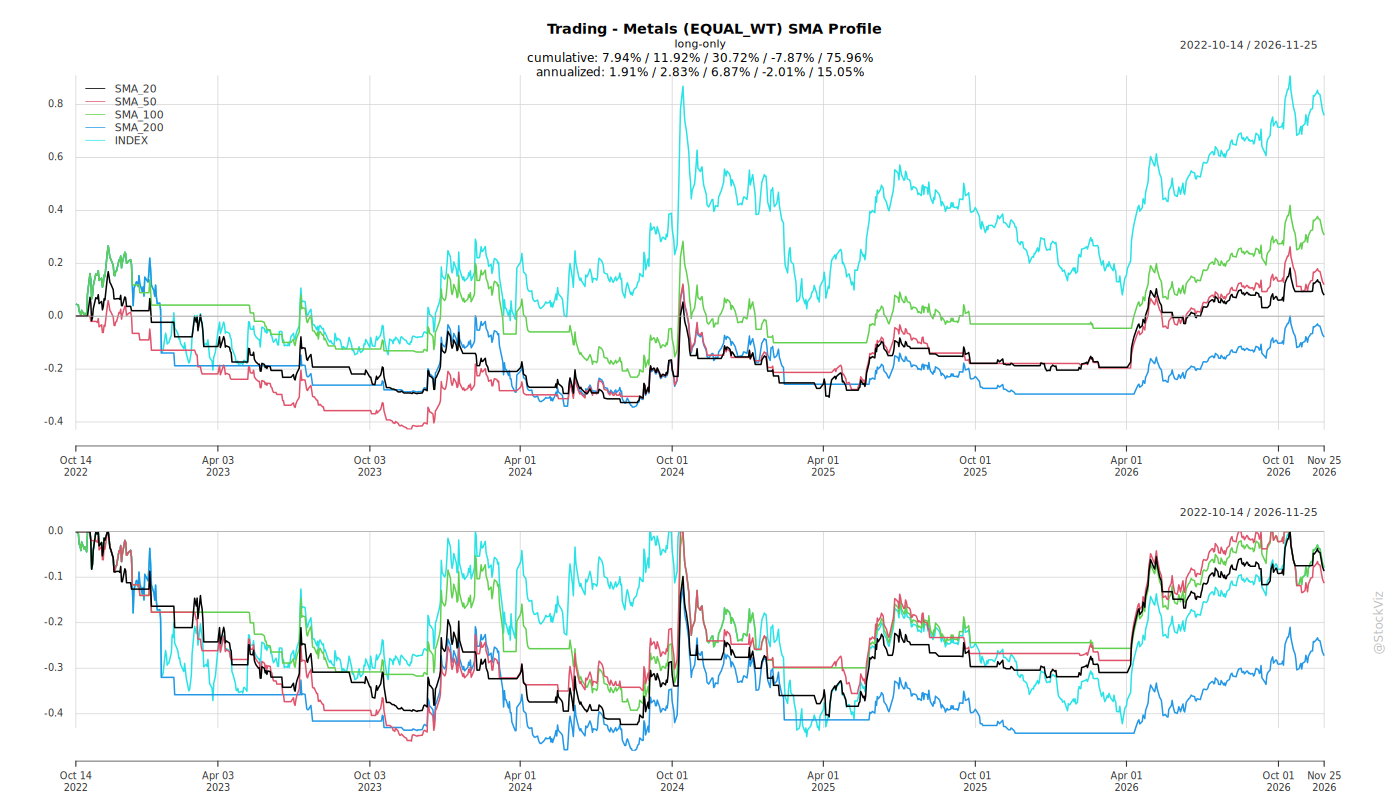 Trading - Metals (EQUAL_WT) SMA Profile
long-only
2022-10-14 / 2026-11-25
cumulative: 7.94% / 11.92% / 30.72% / -7.87% / 75.96%
annualized: 1.91% / 2.83% / 6.87% / -2.01% / 15.05%
SMA_20
SMA_50
SMA_100
SMA_200
INDEX
0.8
0.6
0.4
0.2
0.0
-0.2
-0.4
Oct 14 Apr 03 Oct 03 Apr 01 Oct 01 Apr 01 Oct 01 Apr 01 Oct 01 Nov 25
2022 2023 2023 2024 2024 2025 2025 2026 2026 2026
2022-10-14 / 2026-11-25
0.0
-0.1
-0.2
-0.3
-0.4
Oct 14 Apr 03 Oct 03 Apr 01 Oct 01 Apr 01 Oct 01 Apr 01 Oct 01 Nov 25
2022 2023 2023 2024 2024 2025 2025 2026 2026 2026
@StockViz